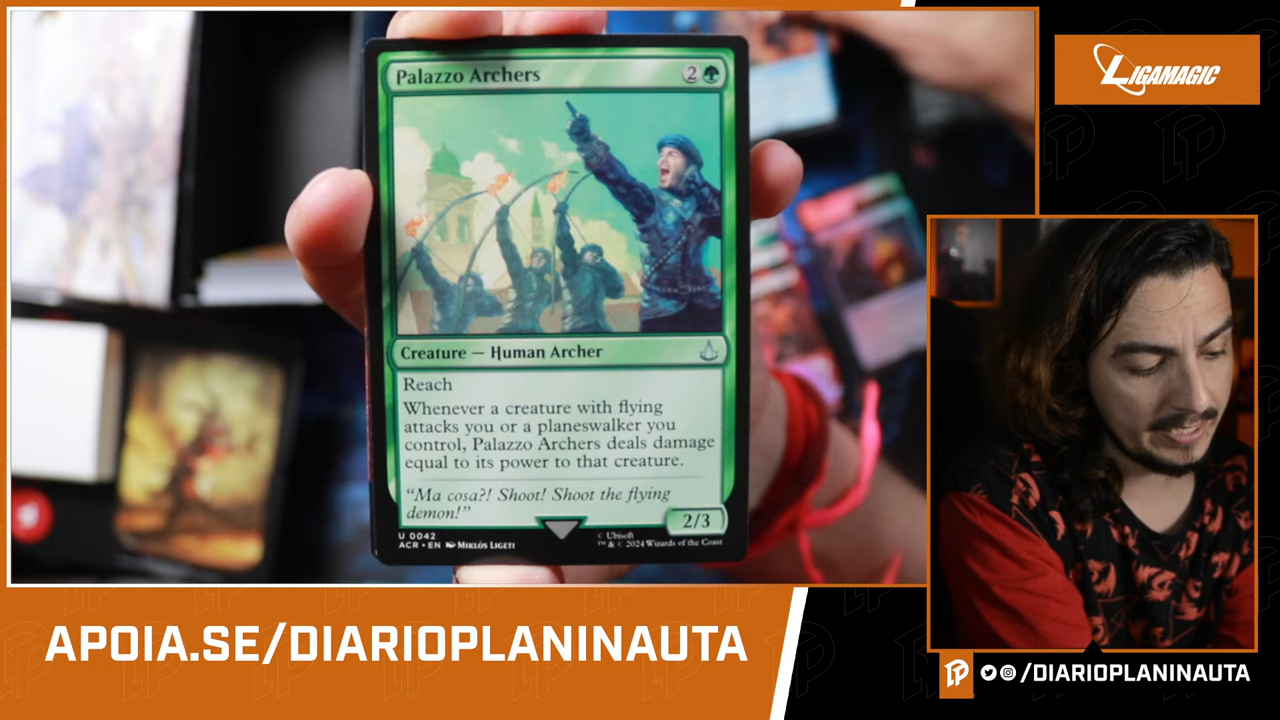 Palazzo Archers 2
Creature — Human Archer
Reach
Whenever a creature with flying
attacks you or a planeswalker you
control, Palazzo Archers deals damage
equal to its power to that creature.
“Ma cosa?! Shoot! Shoot the flying
demon!”
2/3
U 0042
ACR • EN MIKLÓS LIGETI
© Ubisoft
™ & © 2024 Wizards of the Coast
LIGAMAGIC
APOIA.SE/DIARIOPLANINAUTA
/DIARIOPLANINAUTA